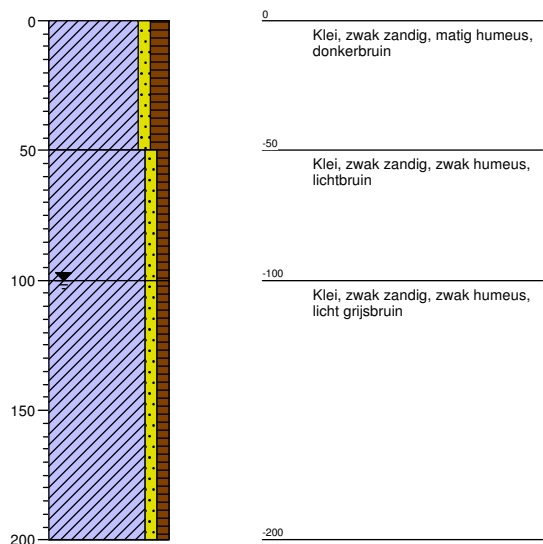 0
50
100
150
200
0
Klei, zwak zandig, matig humeus,
donkerbruin
-50
Klei, zwak zandig, zwak humeus,
lichtbruin
-100
Klei, zwak zandig, zwak humeus,
licht grijsbruin
-200